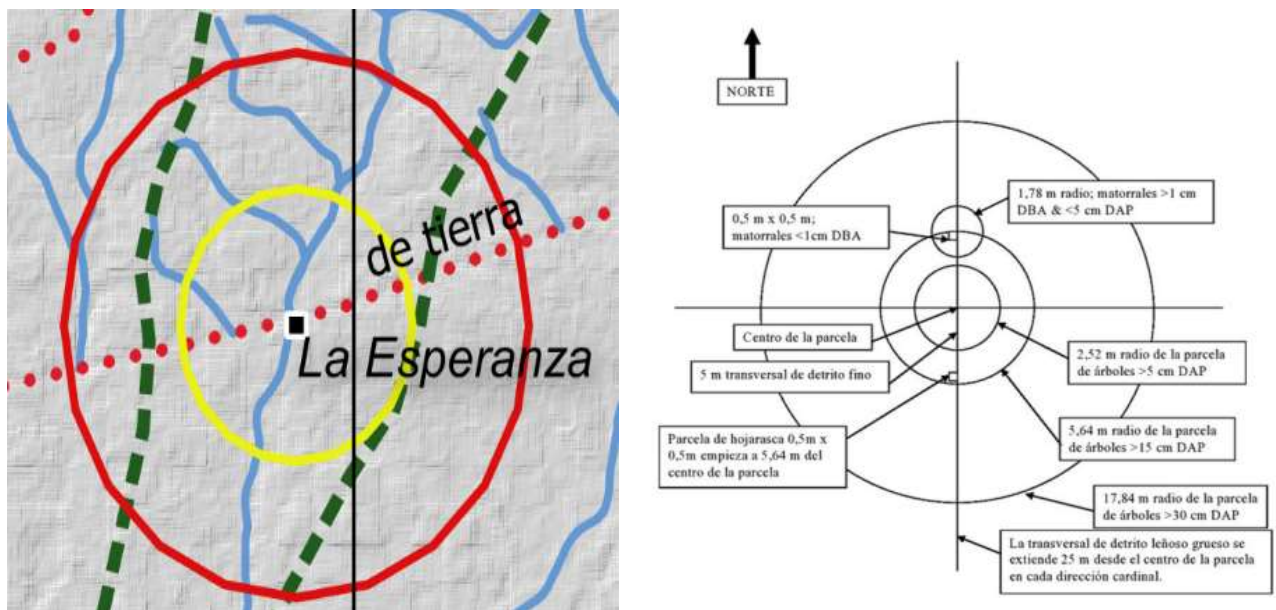 de tierra
La Esperanza
NORTE
1,78 m radio; matorrales >1 cm
DBA & <5 cm DAP
0,5 m x 0,5 m;
matorrales <1cm DBA
Centro de la parcela
5 m transversal de detrito fino
2,52 m radio de la parcela
de árboles >5 cm DAP
Parcela de hojarasca 0,5m x
0,5m empieza a 5,64 m del
centro de la parcela
5,64 m radio de la parcela
de árboles >15 cm DAP
17,84 m radio de la parcela
de árboles >30 cm DAP
La transversal de detrito leñoso grueso se
extiende 25 m desde el centro de la parcela
en cada dirección cardinal.